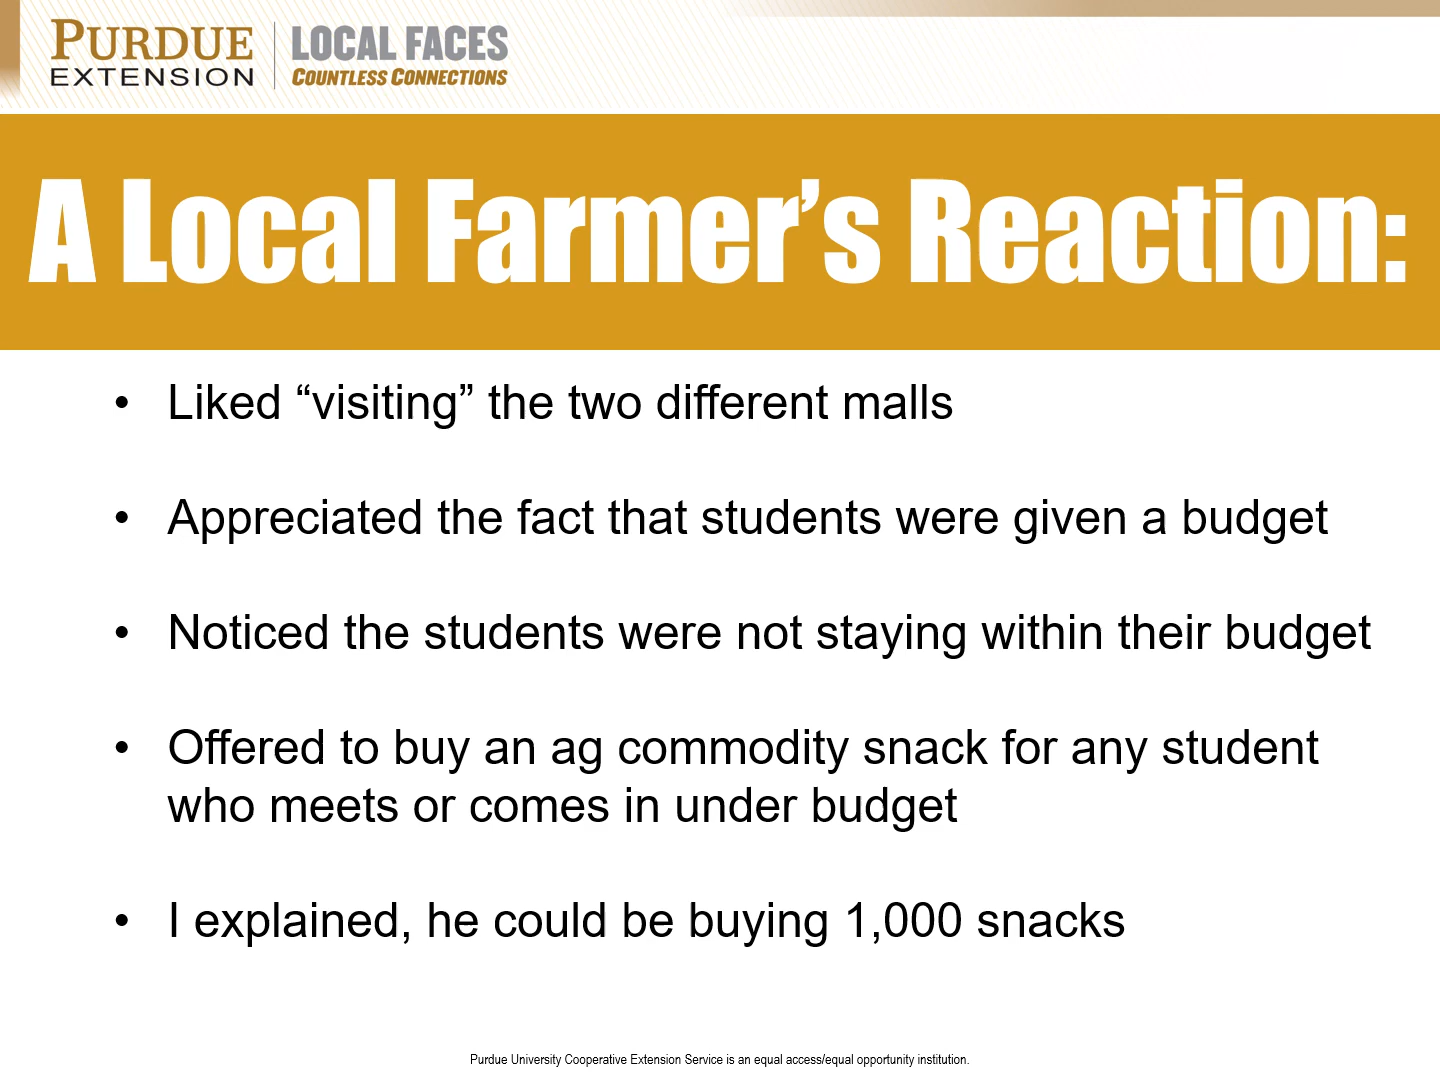 PURDUE
EXTENSION
LOCAL FACES
COUNTLESS CONNECTIONS
A Local Farmer’s Reaction:
• Liked “visiting” the two different malls
• Appreciated the fact that students were given a budget
• Noticed the students were not staying within their budget
• Offered to buy an ag commodity snack for any student
who meets or comes in under budget
• I explained, he could be buying 1,000 snacks
Purdue University Cooperative Extension Service is an equal access/equal opportunity institution.